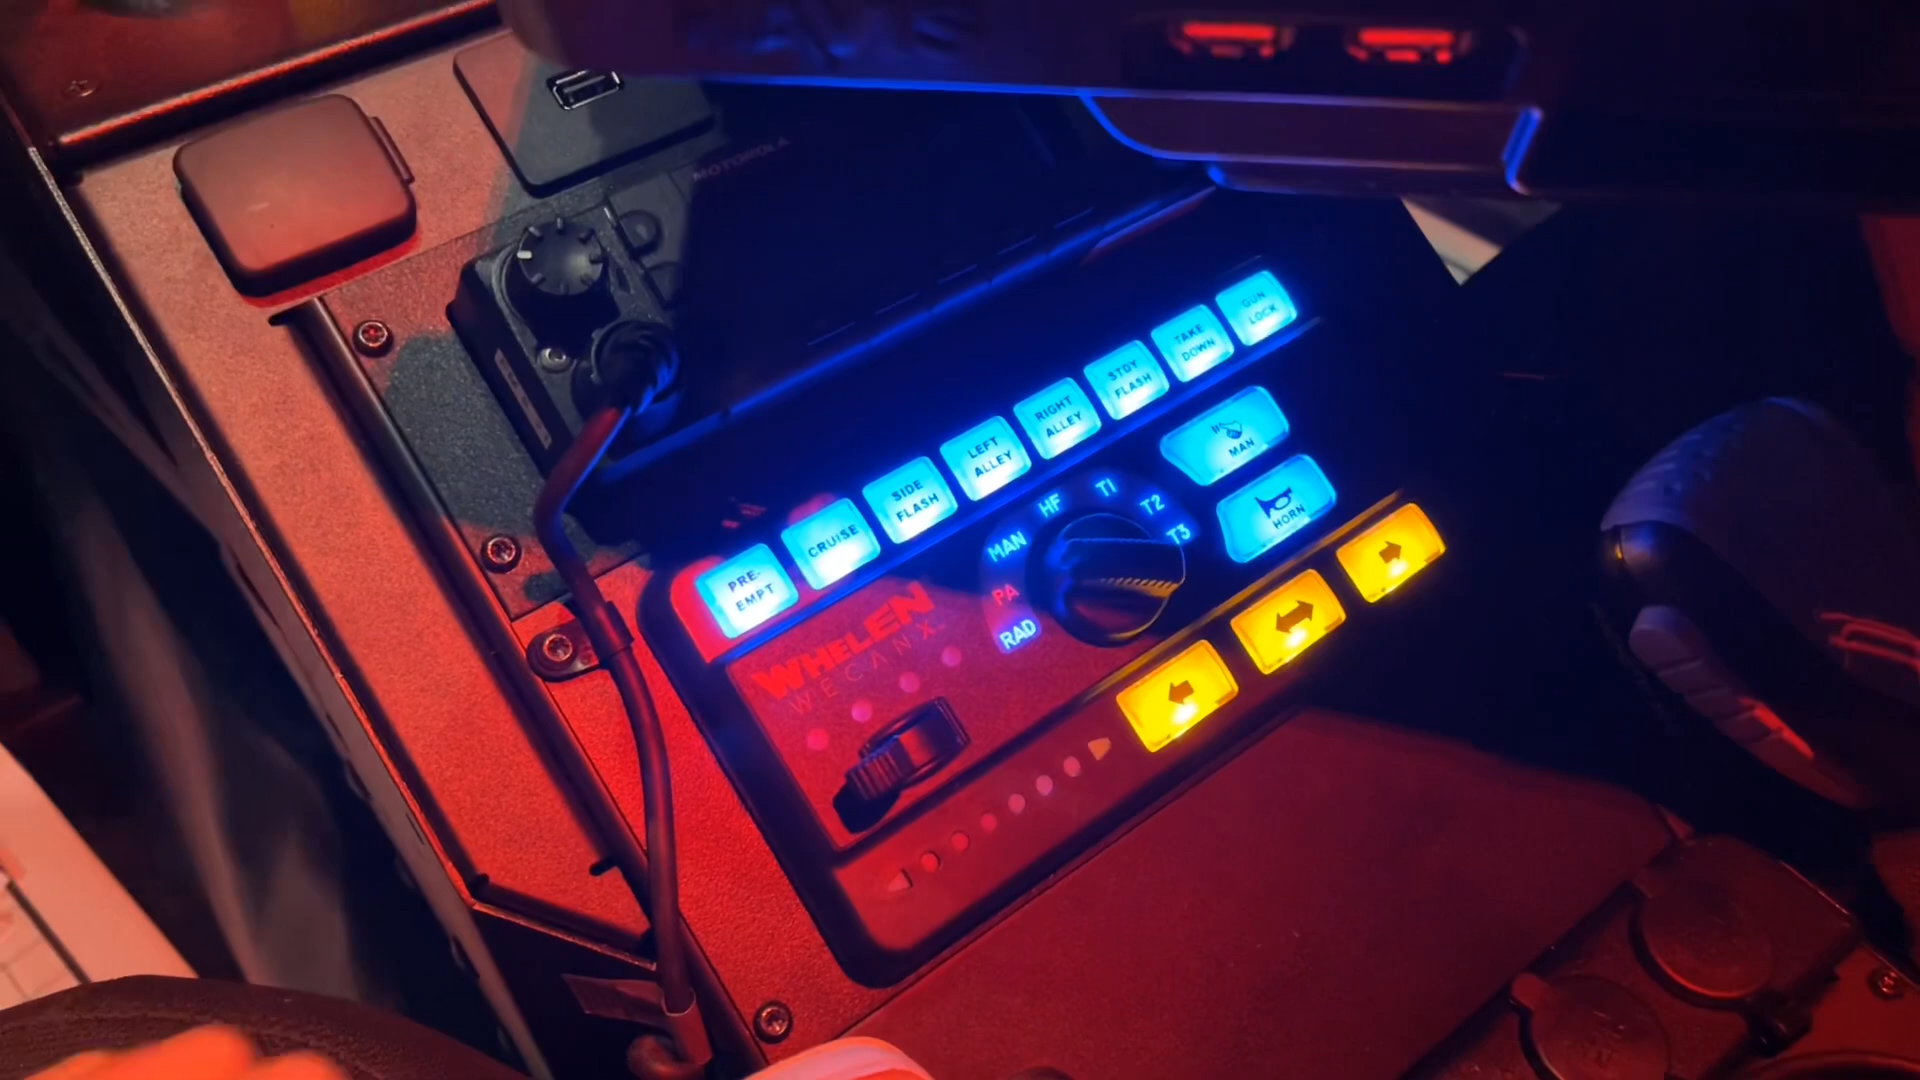 MOTOROLA
GUN
LOCK
TAKE
DOWN
STDY
FLASH
RIGHT
ALLEY
LEFT
ALLEY
SIDE
FLASH
CRUISE
PRE-
EMPT
MAN
HORN
RAD
PA
MAN
HF
T1
T2
T3
WHELEN
WECANX